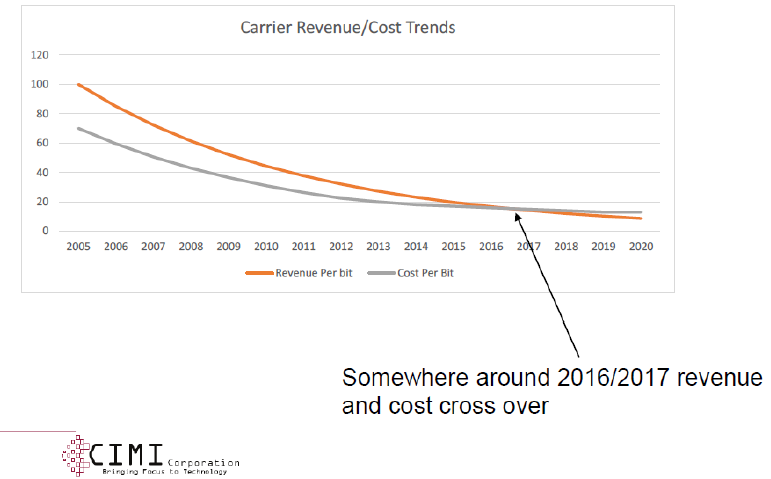 Carrier Revenue/Cost Trends
120
100
80
60
40
20
0
2005 2006 2007 2008 2009 2010 2011 2012 2013 2014 2015 2016 2017 2018 2019 2020
Revenue Per bit Cost Per Bit
Somewhere around 2016/2017 revenue
and cost cross over
CIMI Corporation
Bringing Focus to Technology